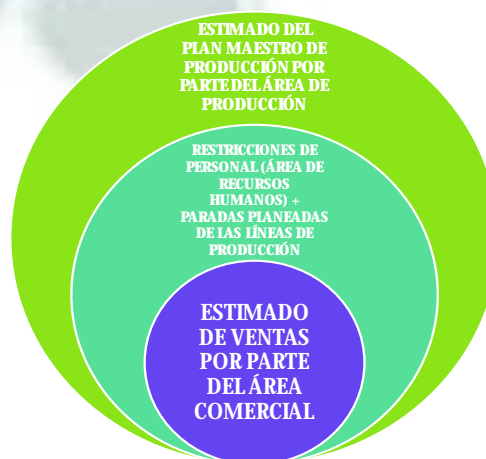 ESTIMADO DEL
PLAN MAESTRO DE
PRODUCCIÓN POR
PARTE DEL ÁREA DE
PRODUCCIÓN
RESTRICCIONES DE
PERSONAL (ÁREA DE
RECURSOS
HUMANOS) +
PARADAS PLANEADAS
DE LAS LÍNEAS DE
PRODUCCIÓN
ESTIMADO
DE VENTAS
POR PARTE
DEL ÁREA
COMERCIAL